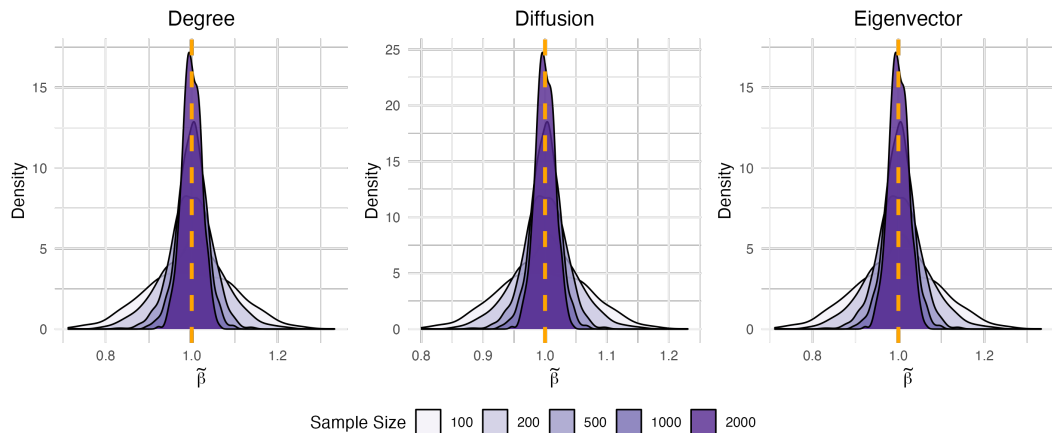 Degree
Diffusion
Eigenvector
Density
15
10
5
0
0.8 1.0 1.2
β̃
Density
25
20
15
10
5
0
0.8 0.9 1.0 1.1 1.2
β̃
Density
15
10
5
0
0.8 1.0 1.2
β̃
Sample Size 100 200 500 1000 2000